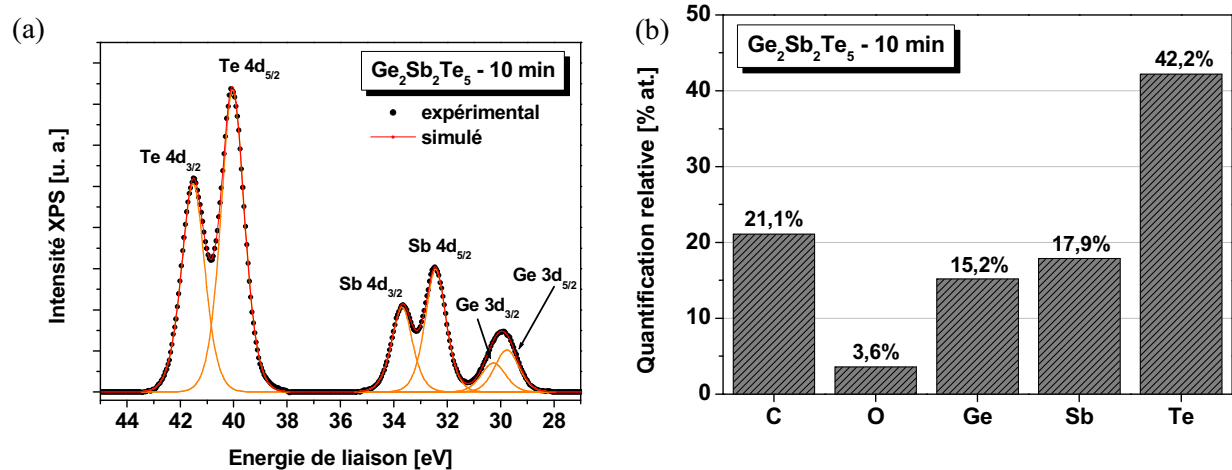 (a)
Ge₂Sb₂Te₅ - 10 min
expérimental
simulé
Te 4d₅/₂
Te 4d₃/₂
Sb 4d₅/₂
Sb 4d₃/₂
Ge 3d₅/₂
Ge 3d₃/₂
Intensité XPS [u. a.]
44 42 40 38 36 34 32 30 28
Energie de liaison [eV]
(b)
Ge₂Sb₂Te₅ - 10 min
Quantification relative [% at.]
50
40
30
20
10
0
21,1%
3,6%
15,2%
17,9%
42,2%
C O Ge Sb Te